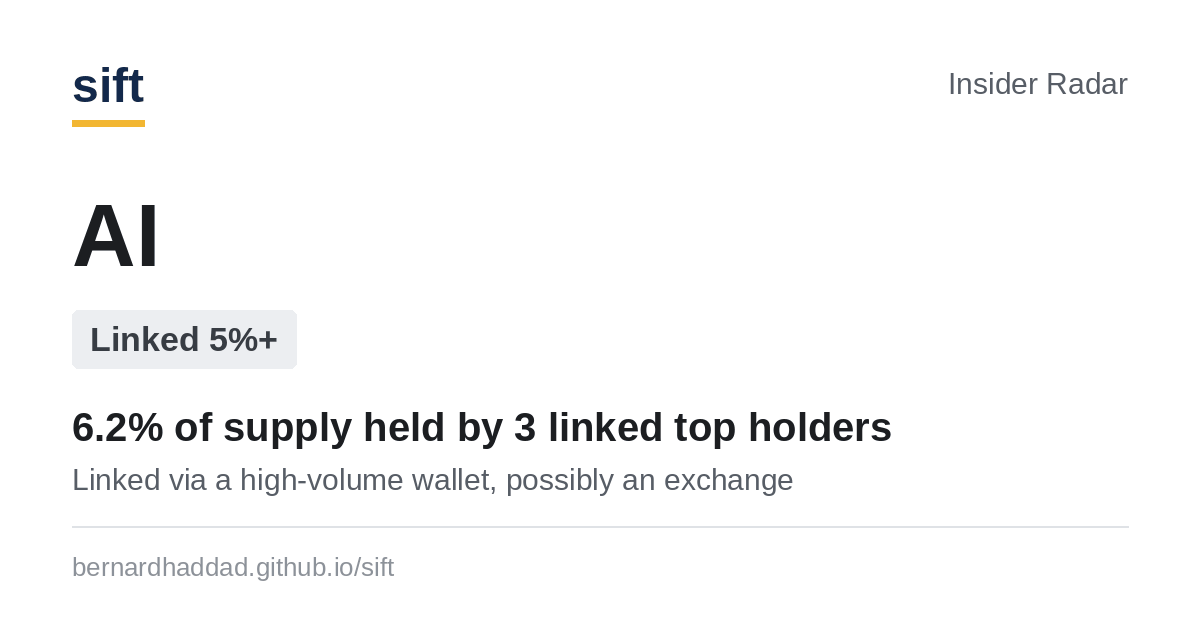 sift
Insider Radar
AI
Linked 5%+
6.2% of supply held by 3 linked top holders
Linked via a high-volume wallet, possibly an exchange
bernardhaddad.github.io/sift